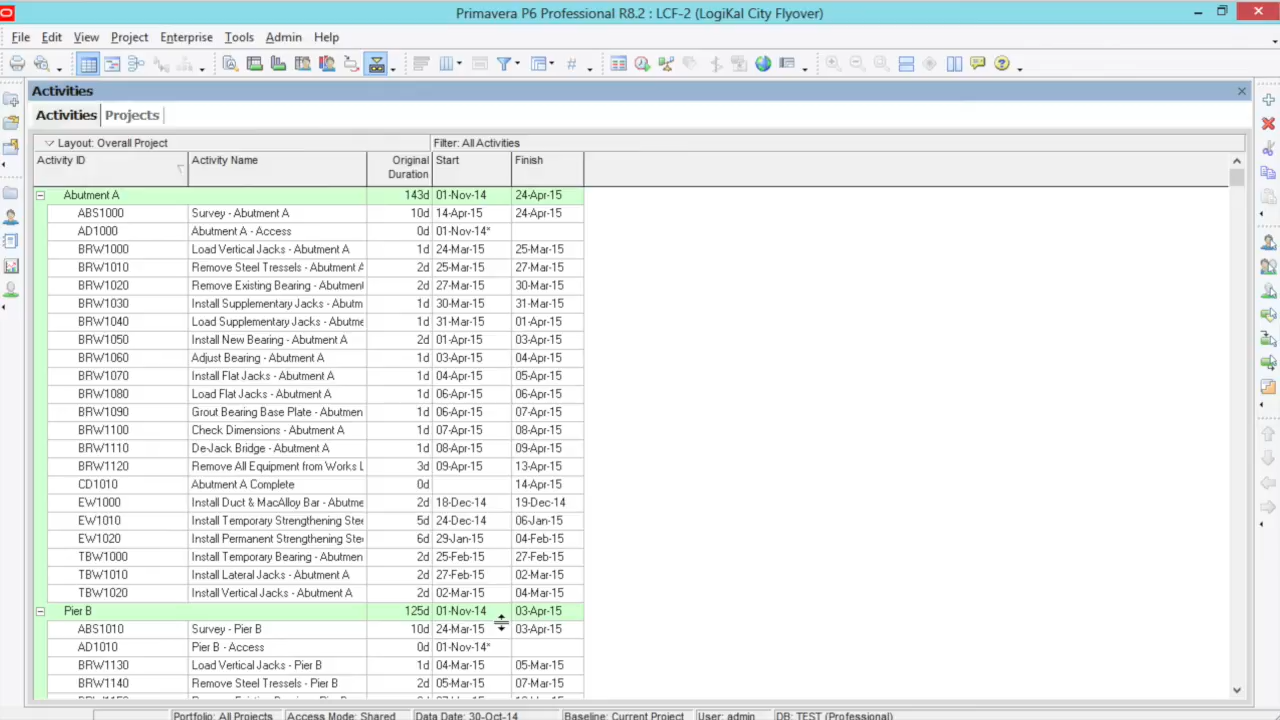 Primavera P6 Professional R8.2 : LCF-2 (LogiKal City Flyover)
File Edit View Project Enterprise Tools Admin Help
Activities
Activities Projects
Layout: Overall Project Filter: All Activities
Activity ID Activity Name Original Duration Start Finish
Abutment A 143d 01-Nov-14 24-Apr-15
ABS1000 Survey - Abutment A 10d 14-Apr-15 24-Apr-15
AD1000 Abutment A - Access 0d 01-Nov-14*
BRW1000 Load Vertical Jacks - Abutment A 1d 24-Mar-15 25-Mar-15
BRW1010 Remove Steel Tressels - Abutment A 2d 25-Mar-15 27-Mar-15
BRW1020 Remove Existing Bearing - Abutment 2d 27-Mar-15 30-Mar-15
BRW1030 Install Supplementary Jacks - Abutm 1d 30-Mar-15 31-Mar-15
BRW1040 Load Supplementary Jacks - Abutme 1d 31-Mar-15 01-Apr-15
BRW1050 Install New Bearing - Abutment A 2d 01-Apr-15 03-Apr-15
BRW1060 Adjust Bearing - Abutment A 1d 03-Apr-15 04-Apr-15
BRW1070 Install Flat Jacks - Abutment A 1d 04-Apr-15 05-Apr-15
BRW1080 Load Flat Jacks - Abutment A 1d 06-Apr-15 06-Apr-15
BRW1090 Grout Bearing Base Plate - Abutmen 1d 06-Apr-15 07-Apr-15
BRW1100 Check Dimensions - Abutment A 1d 07-Apr-15 08-Apr-15
BRW1110 De-Jack Bridge - Abutment A 1d 08-Apr-15 09-Apr-15
BRW1120 Remove All Equipment from Works L 3d 09-Apr-15 13-Apr-15
CD1010 Abutment A Complete 0d 14-Apr-15
EW1000 Install Duct & MacAlloy Bar - Abutme 2d 18-Dec-14 19-Dec-14
EW1010 Install Temporary Strengthening Stee 5d 24-Dec-14 06-Jan-15
EW1020 Install Permanent Strengthening Stee 6d 29-Jan-15 04-Feb-15
TBW1000 Install Temporary Bearing - Abutmen 2d 25-Feb-15 27-Feb-15
TBW1010 Install Lateral Jacks - Abutment A 2d 27-Feb-15 02-Mar-15
TBW1020 Install Vertical Jacks - Abutment A 2d 02-Mar-15 04-Mar-15
Pier B 125d 01-Nov-14 03-Apr-15
ABS1010 Survey - Pier B 10d 24-Mar-15 03-Apr-15
AD1010 Pier B - Access 0d 01-Nov-14*
BRW1130 Load Vertical Jacks - Pier B 1d 04-Mar-15 05-Mar-15
BRW1140 Remove Steel Tressels - Pier B 2d 05-Mar-15 07-Mar-15
Portfolio: All Projects Access Mode: Shared Data Date: 30-Oct-14 Baseline: Current Project User: admin DB: TEST (Professional)